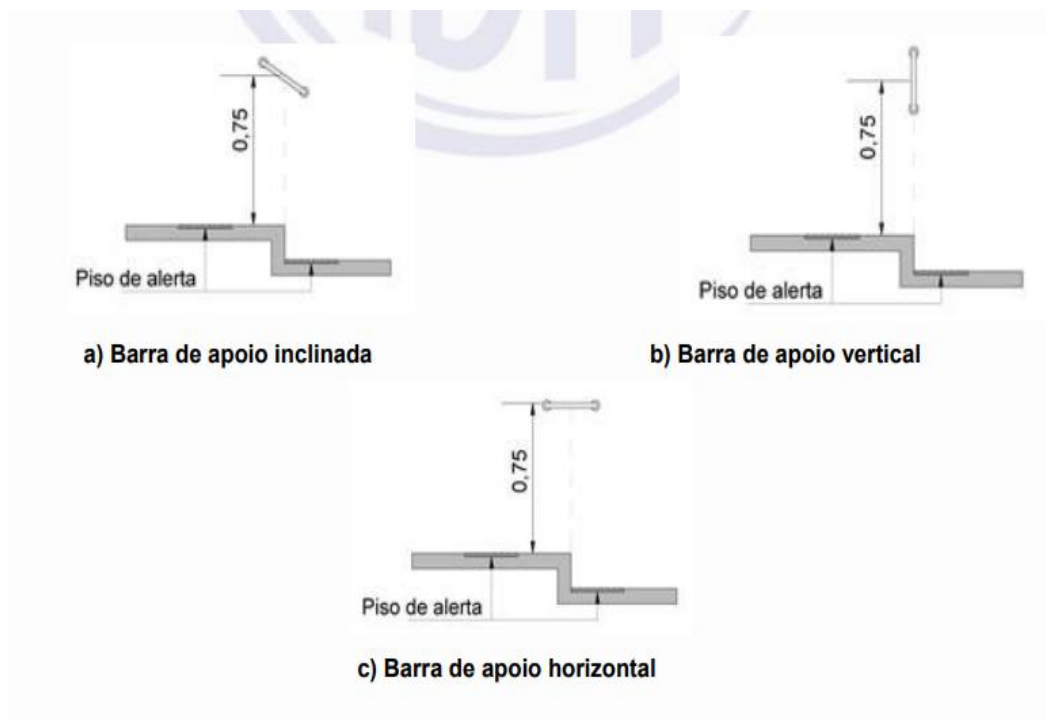 0,75
Piso de alerta
a) Barra de apoio inclinada
0,75
Piso de alerta
b) Barra de apoio vertical
0,75
Piso de alerta
c) Barra de apoio horizontal